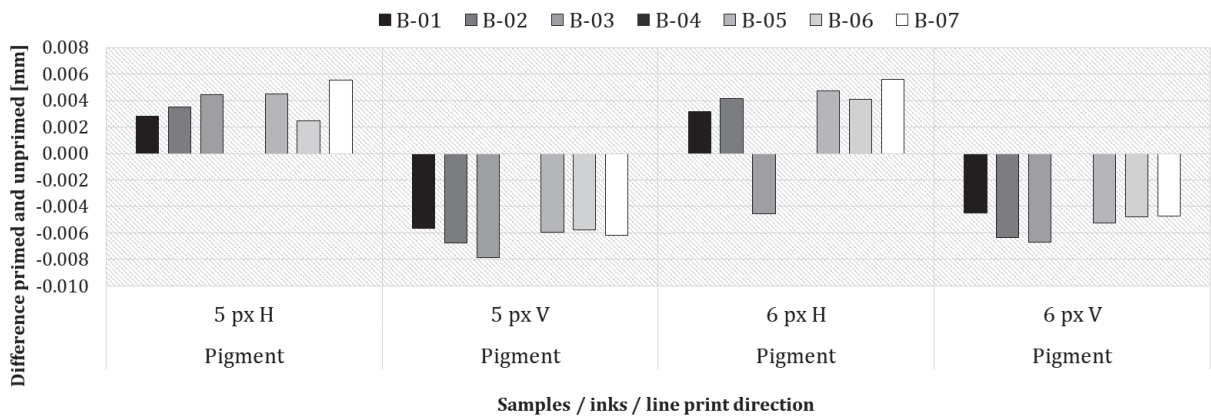 B-01 B-02 B-03 B-04 B-05 B-06 B-07
Difference primed and unprimed [mm]
0.008
0.006
0.004
0.002
0.000
-0.002
-0.004
-0.006
-0.008
-0.010
5 px H 5 px V 6 px H 6 px V
Pigment Pigment Pigment Pigment
Samples / inks / line print direction